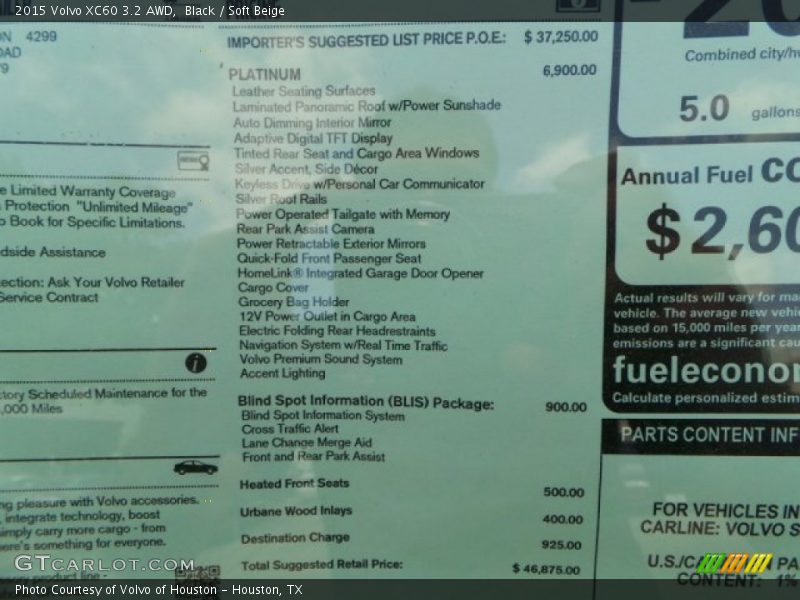 2015 Volvo XC60 3.2 AWD, Black / Soft Beige
4299
IMPORTER'S SUGGESTED LIST PRICE P.O.E: $ 37,250.00
PLATINUM 6,900.00
Leather Seating Surfaces
Laminated Panoramic Roof w/Power Sunshade
Auto Dimming Interior Mirror
Adaptive Digital TFT Display
Tinted Rear Seat and Cargo Area Windows
Silver Accent, Side Décor
Keyless Drive w/Personal Car Communicator
Silver Roof Rails
Power Operated Tailgate with Memory
Rear Park Assist Camera
Power Retractable Exterior Mirrors
Quick-Fold Front Passenger Seat
HomeLink® Integrated Garage Door Opener
Cargo Cover
Grocery Bag Holder
12V Power Outlet in Cargo Area
Electric Folding Rear Headrestraints
Navigation System w/Real Time Traffic
Volvo Premium Sound System
Accent Lighting
Blind Spot Information (BLIS) Package: 900.00
Blind Spot Information System
Cross Traffic Alert
Lane Change Merge Aid
Front and Rear Park Assist
Heated Front Seats 500.00
Urbane Wood Inlays 400.00
Destination Charge 925.00
Total Suggested Retail Price: $ 46,875.00
Limited Warranty Coverage
Protection "Unlimited Mileage"
Book for Specific Limitations.
dside Assistance
ection: Ask Your Volvo Retailer
Service Contract
ctory Scheduled Maintenance for the
,000 Miles
ng pleasure with Volvo accessories.
integrate technology, boost
imply carry more cargo - from
ere's something for everyone.
ory product line -
Combined city/hw
5.0 gallons
Annual Fuel CO
$2,60
Actual results will vary for ma
vehicle. The average new vehic
based on 15,000 miles per year
emissions are a significant cau
fuelecono
Calculate personalized estim
PARTS CONTENT INF
FOR VEHICLES IN
CARLINE: VOLVO S
U.S./CA PA
CONTENT: 1%
GTCARLOT.COM
Photo Courtesy of Volvo of Houston - Houston, TX